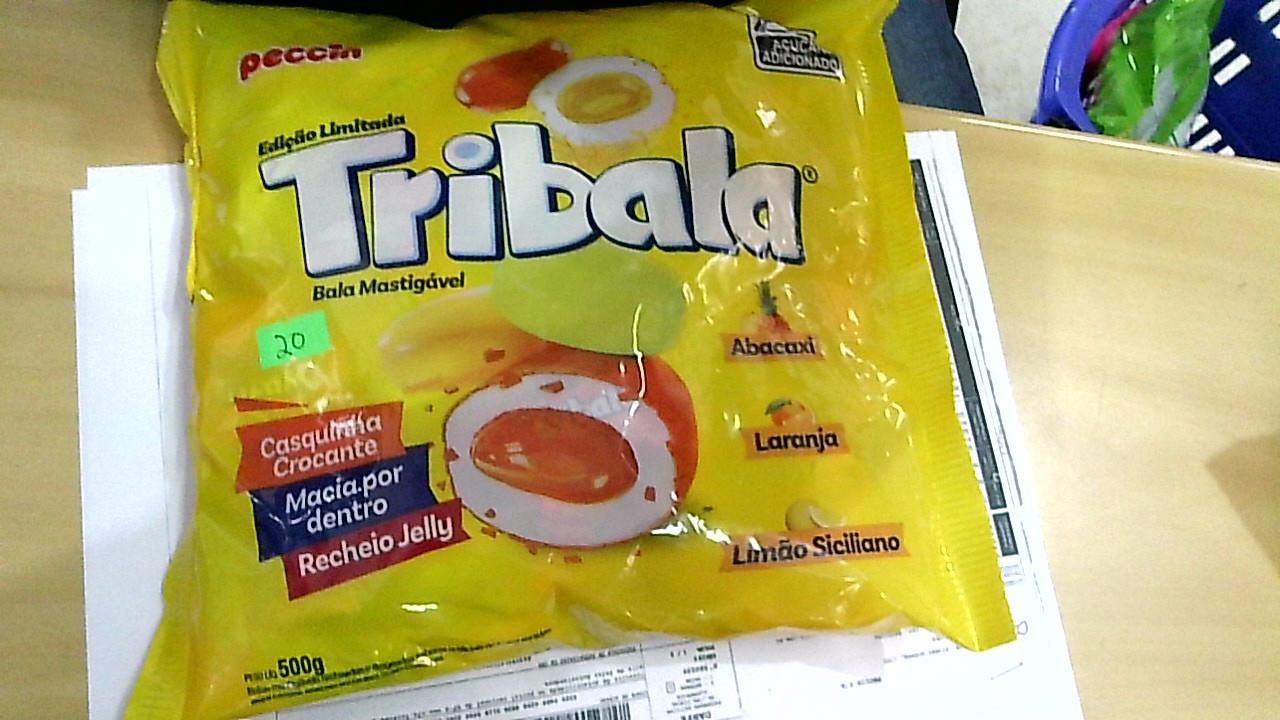 peccin
AÇÚCAR
ADICIONADO
Edição Limitada
Tribala®
Bala Mastigável
20
Abacaxi
Laranja
Limão Siciliano
Casquinha
Crocante
Macia por
dentro
Recheio Jelly
500g